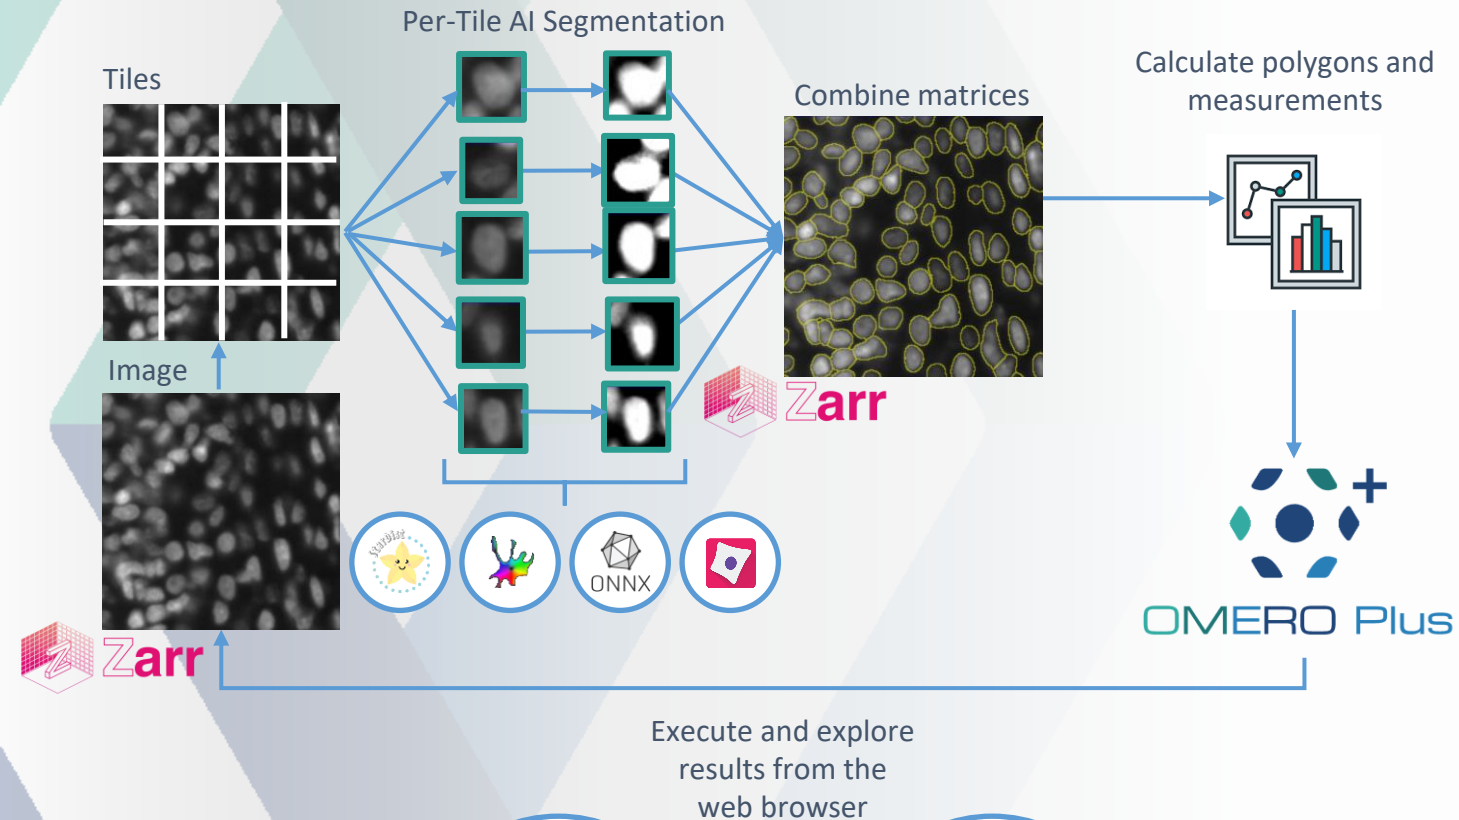 Per-Tile AI Segmentation
Tiles
Combine matrices
Calculate polygons and
measurements
Image
Zarr
StarDist
ONNX
Zarr
OMERO Plus
Execute and explore
results from the
web browser